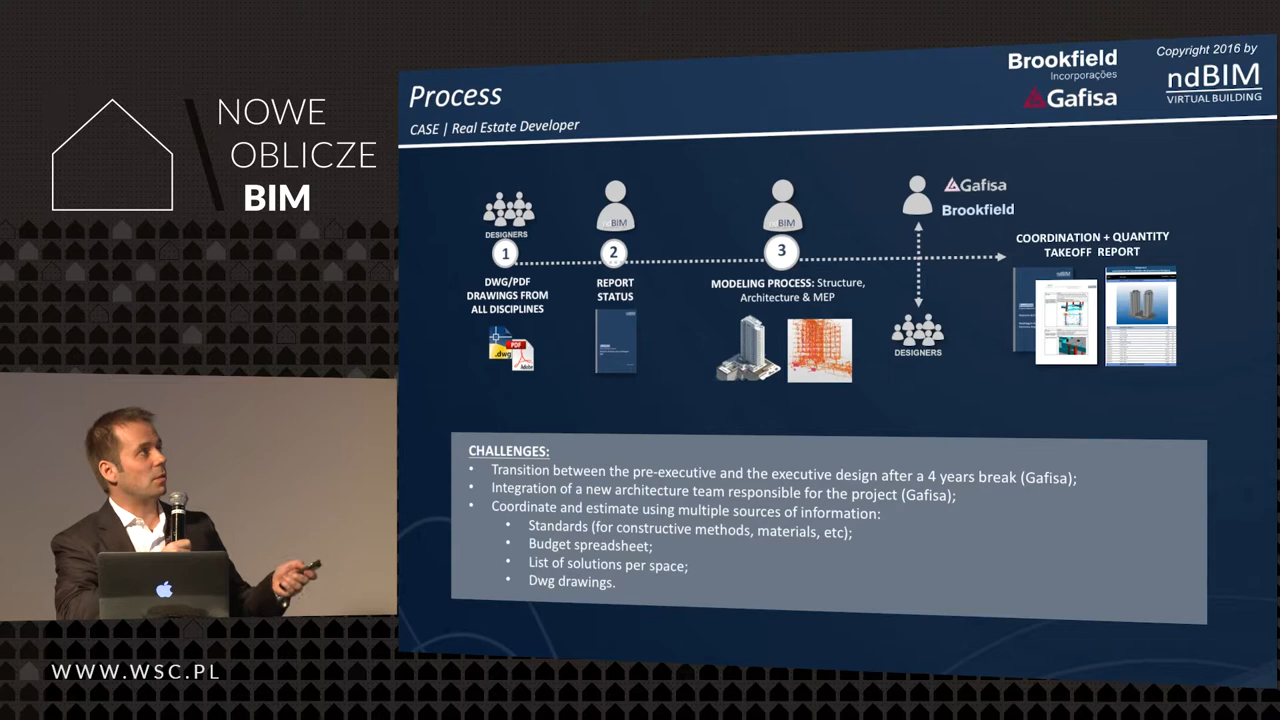 NOWE
OBLICZE
BIM
WWW.WSC.PL
Process
CASE | Real Estate Developer
Brookfield
Incorporações
Gafisa
Copyright 2016 by
ndBIM
VIRTUAL BUILDING
DESIGNERS
1
DWG/PDF
DRAWINGS FROM
ALL DISCIPLINES
.dwg
PDF
Adobe
BIM
2
REPORT
STATUS
BIM
3
MODELING PROCESS: Structure,
Architecture & MEP
Gafisa
Brookfield
DESIGNERS
COORDINATION + QUANTITY
TAKEOFF REPORT
ndBIM
CHALLENGES:
• Transition between the pre-executive and the executive design after a 4 years break (Gafisa);
• Integration of a new architecture team responsible for the project (Gafisa);
• Coordinate and estimate using multiple sources of information:
• Standards (for constructive methods, materials, etc);
• Budget spreadsheet;
• List of solutions per space;
• Dwg drawings.